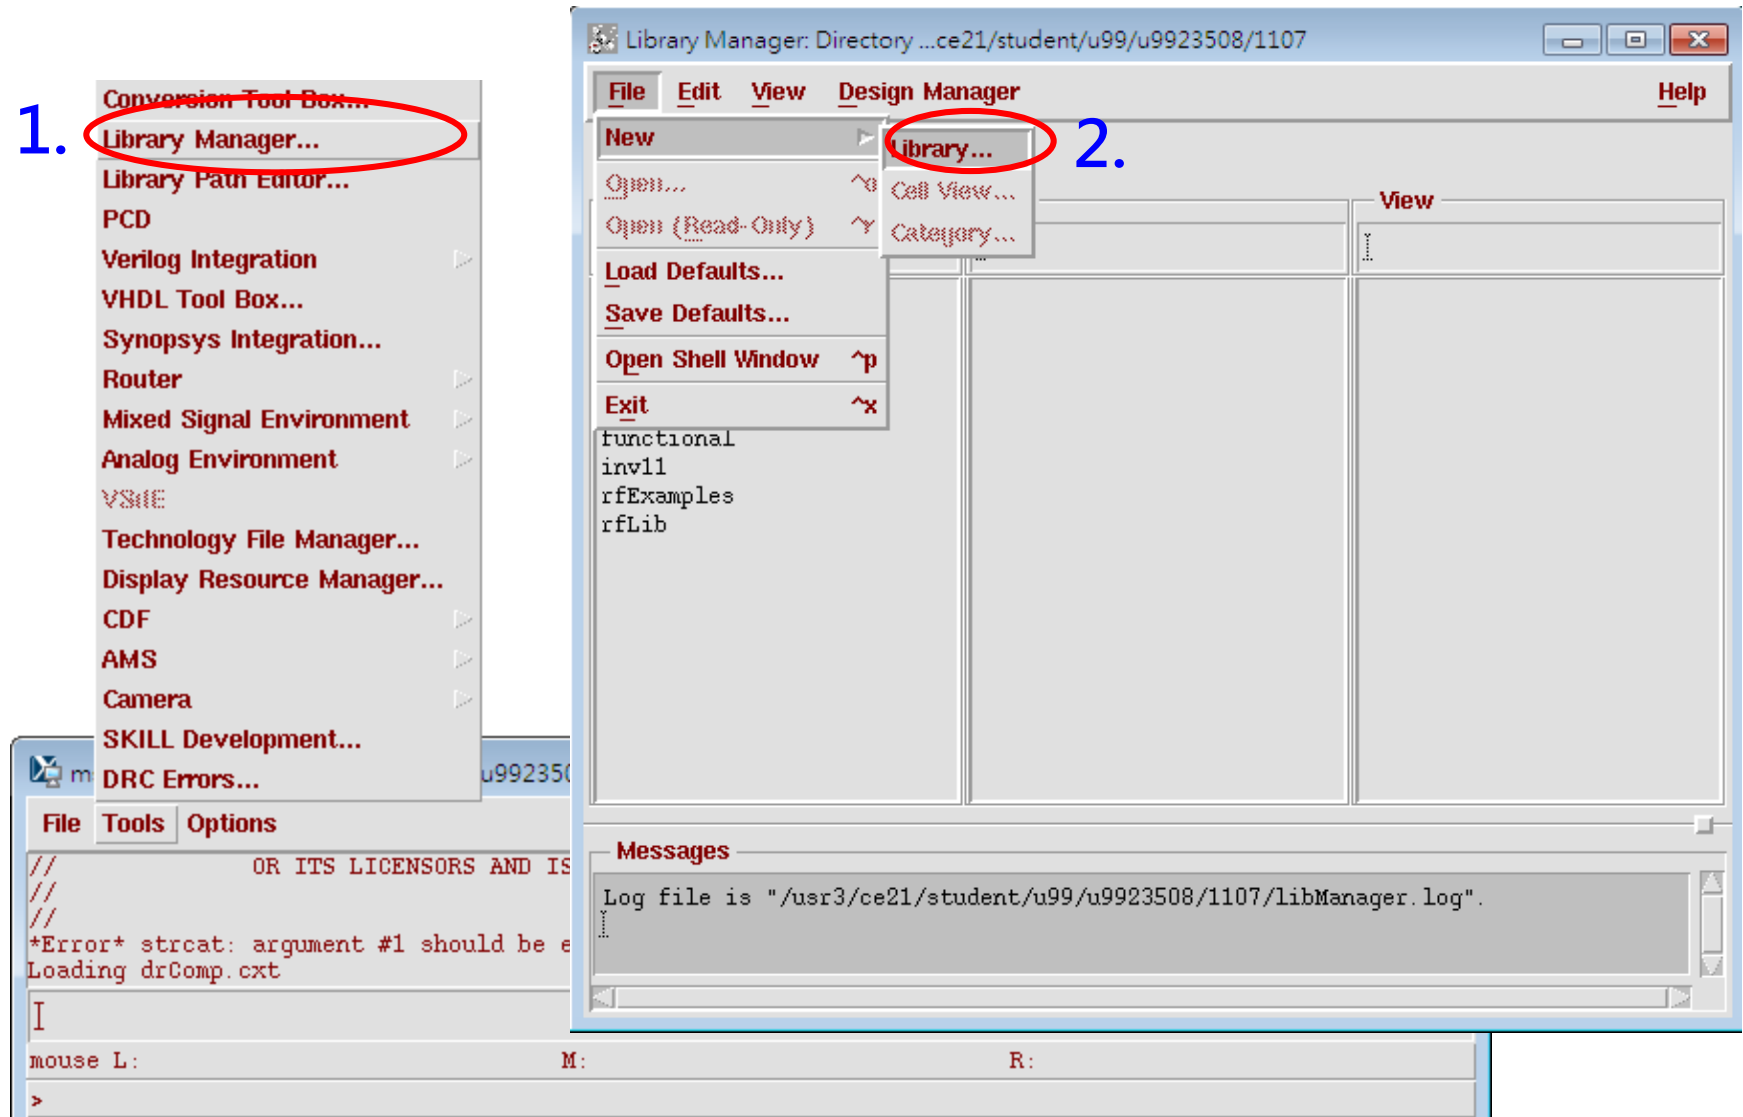 1.
Conversion Tool Box...
Library Manager...
Library Path Editor...
PCD
Verilog Integration
VHDL Tool Box...
Synopsys Integration...
Router
Mixed Signal Environment
Analog Environment
VSdE
Technology File Manager...
Display Resource Manager...
CDF
AMS
Camera
SKILL Development...
DRC Errors...
u992350
File Tools Options
// OR ITS LICENSORS AND IS
//
//
*Error* strcat: argument #1 should be e
Loading drComp.cxt
mouse L: M: R:
>
Library Manager: Directory ...ce21/student/u99/u9923508/1107
File Edit View Design Manager Help
New
Open... ^o
Open (Read-Only) ^r
Load Defaults...
Save Defaults...
Open Shell Window ^p
Exit ^x
Library...
Cell View...
Category...
2.
View
functional
inv11
rfExamples
rfLib
Messages
Log file is "/usr3/ce21/student/u99/u9923508/1107/libManager.log".